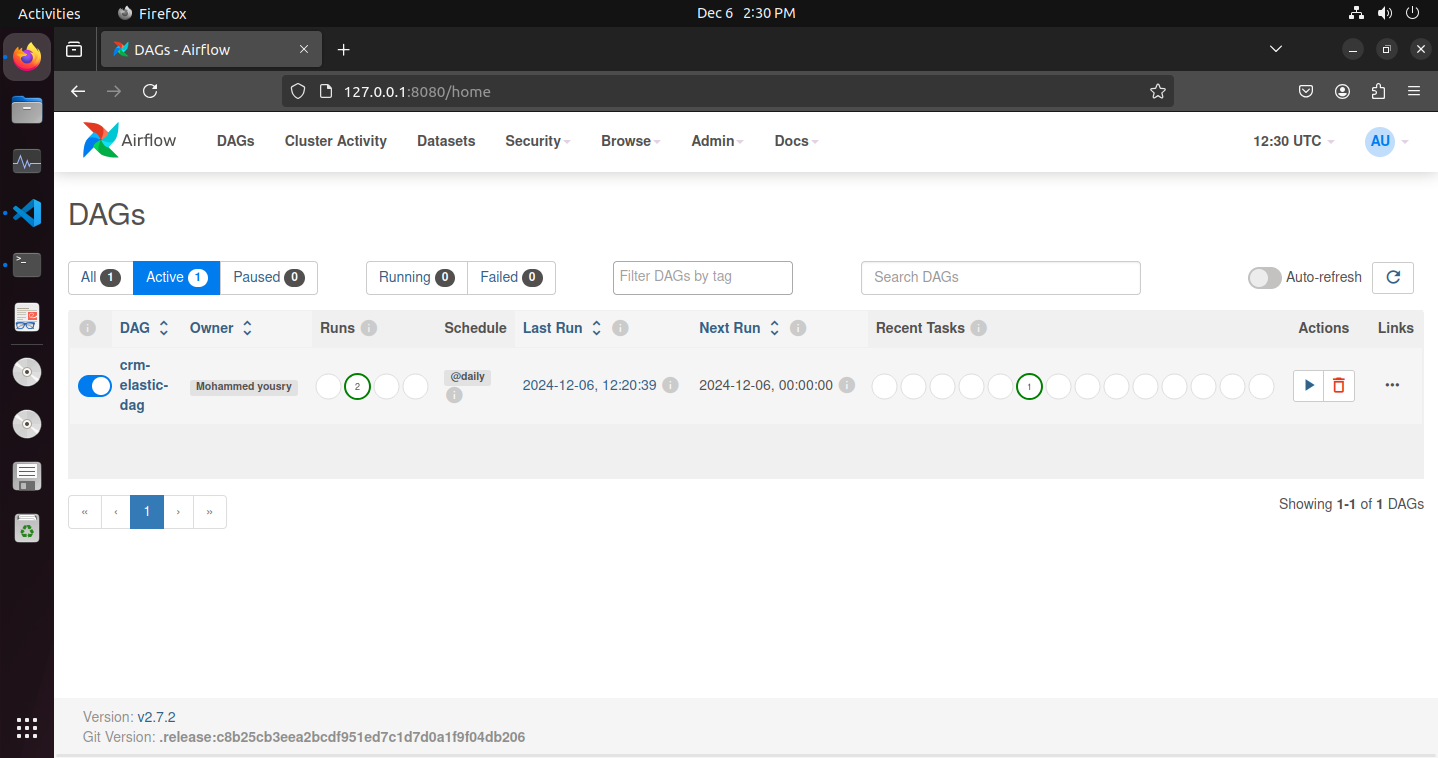 Activities Firefox Dec 6 2:30 PM
DAGs - Airflow
127.0.0.1:8080/home
Airflow DAGs Cluster Activity Datasets Security Browse Admin Docs 12:30 UTC AU
DAGs
All 1 Active 1 Paused 0 Running 0 Failed 0 Filter DAGs by tag Search DAGs Auto-refresh
i DAG Owner Runs i Schedule Last Run i Next Run i Recent Tasks i Actions Links
crm-elastic-dag Mohammed yousry 2 @daily i 2024-12-06, 12:20:39 i 2024-12-06, 00:00:00 i 1
« ‹ 1 › » Showing 1-1 of 1 DAGs
Version: v2.7.2
Git Version: .release:c8b25cb3eea2bcdf951ed7c1d7d0a1f9f04db206